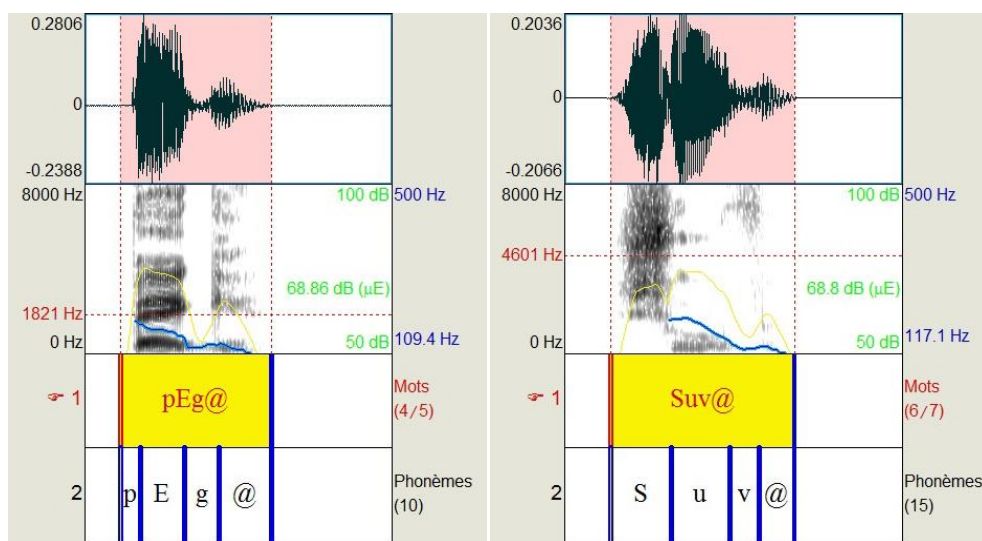 0.2806
0
-0.2388
8000 Hz
100 dB
500 Hz
1821 Hz
68.86 dB (µE)
0 Hz
50 dB
109.4 Hz
☞ 1
pEg@
Mots
(4/5)
2
p E g @
Phonèmes
(10)
0.2036
0
-0.2066
8000 Hz
100 dB
500 Hz
4601 Hz
68.8 dB (µE)
0 Hz
50 dB
117.1 Hz
☞ 1
Suv@
Mots
(6/7)
2
S u v @
Phonèmes
(15)